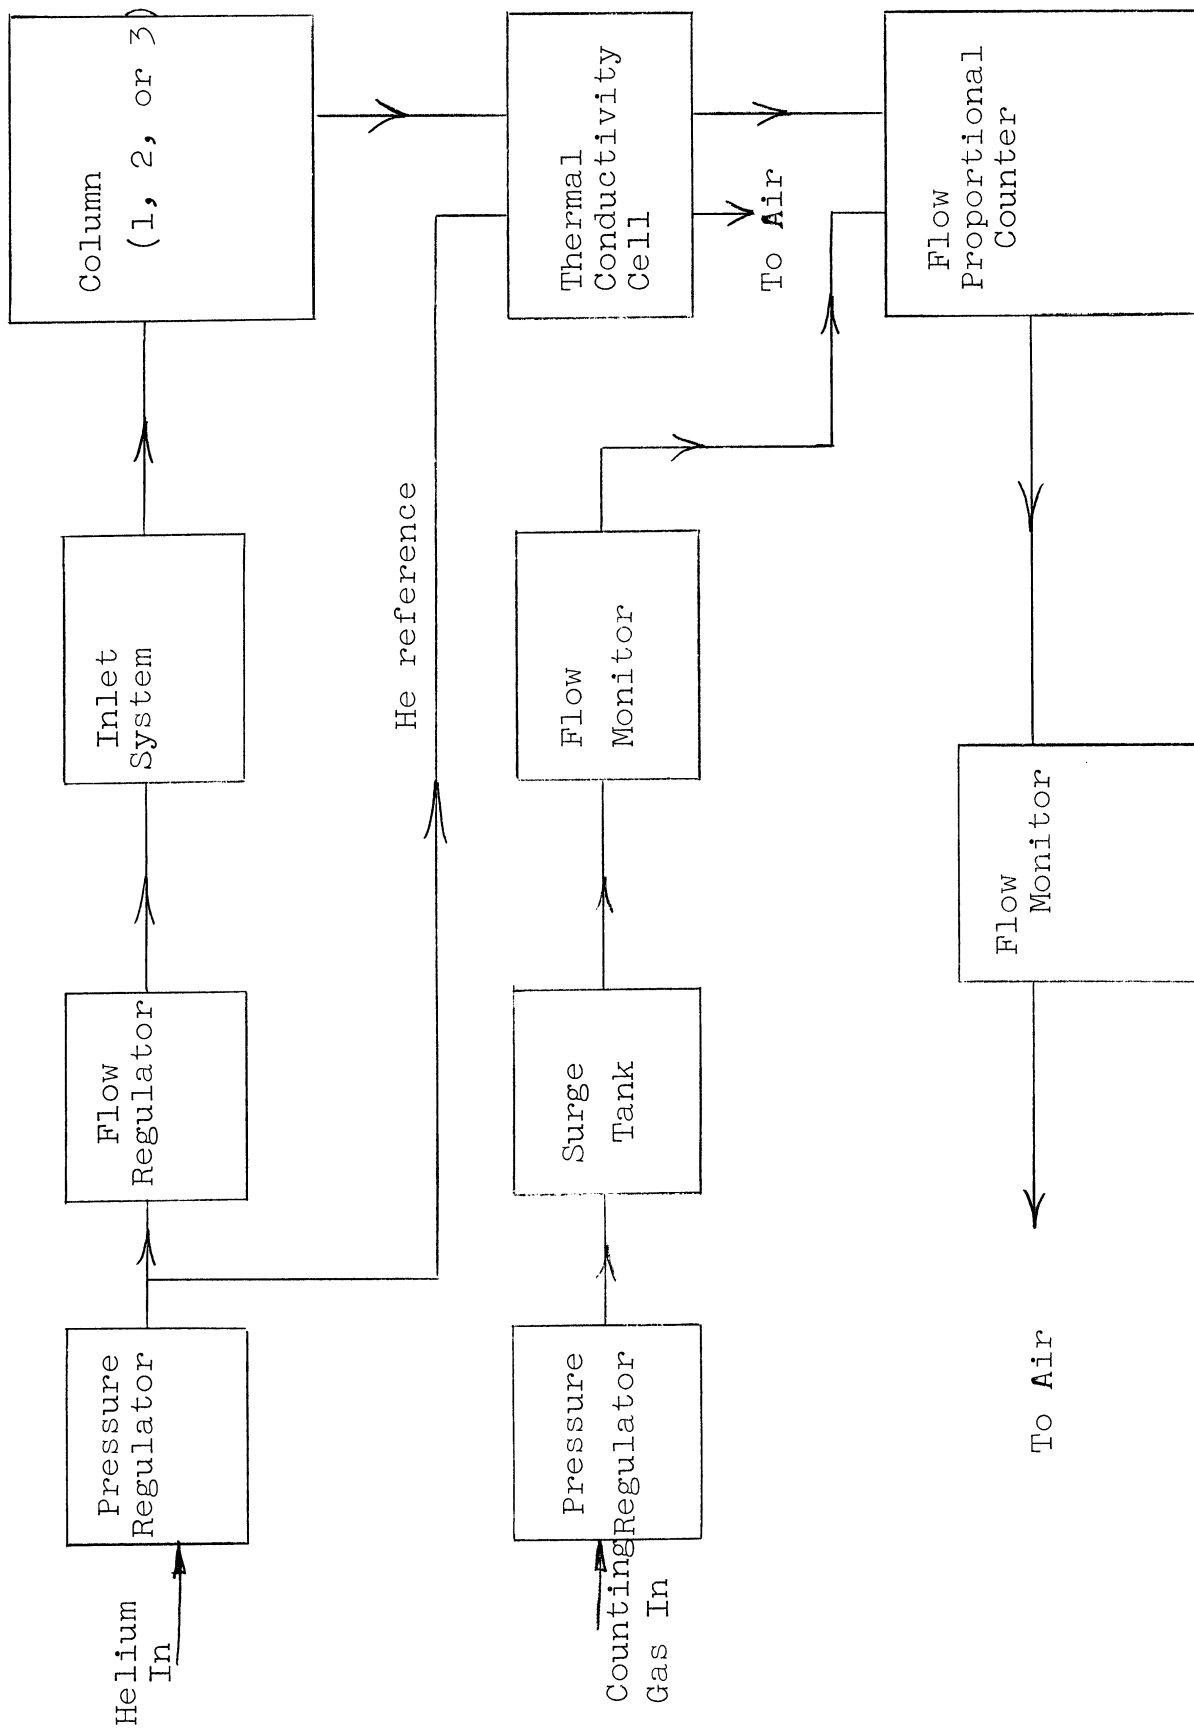 Helium
In
Pressure
Regulator
Flow
Regulator
Inlet
System
Column
(1, 2, or 3)
He reference
Counting
Gas In
Pressure
Regulator
Surge
Tank
Flow
Monitor
Thermal
Conductivity
Cell
To Air
Flow
Proportional
Counter
Flow
Monitor
To Air